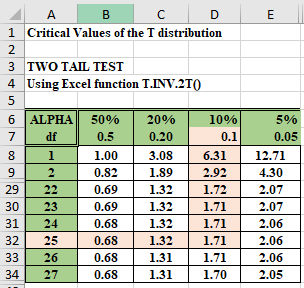 A B C D E
1 Critical Values of the T distribution
2
3 TWO TAIL TEST
4 Using Excel function T.INV.2T()
5
6 ALPHA 50% 20% 10% 5%
7 df 0.5 0.20 0.1 0.05
8 1 1.00 3.08 6.31 12.71
9 2 0.82 1.89 2.92 4.30
29 22 0.69 1.32 1.72 2.07
30 23 0.69 1.32 1.71 2.07
31 24 0.68 1.32 1.71 2.06
32 25 0.68 1.32 1.71 2.06
33 26 0.68 1.31 1.71 2.06
34 27 0.68 1.31 1.70 2.05